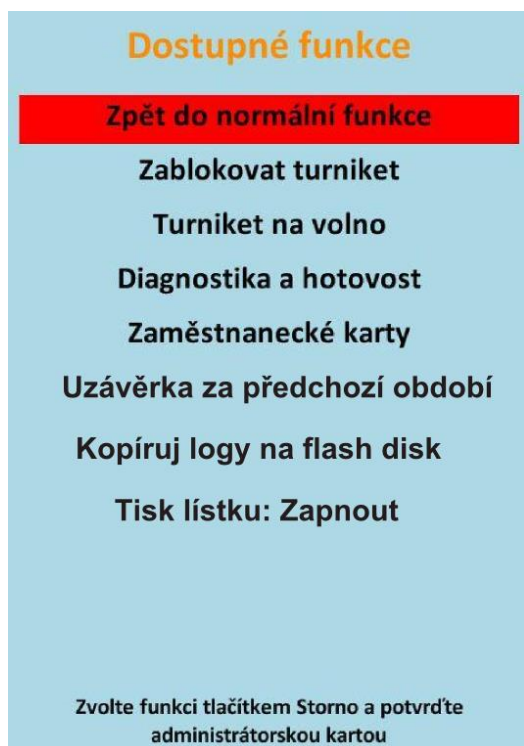 Dostupné funkce
Zpět do normální funkce
Zablokovat turniket
Turniket na volno
Diagnostika a hotovost
Zaměstnanecké karty
Uzávěrka za předchozí období
Kopíruj logy na flash disk
Tisk lístku: Zapnout
Zvolte funkci tlačítkem Storno a potvrďte
administrátorskou kartou